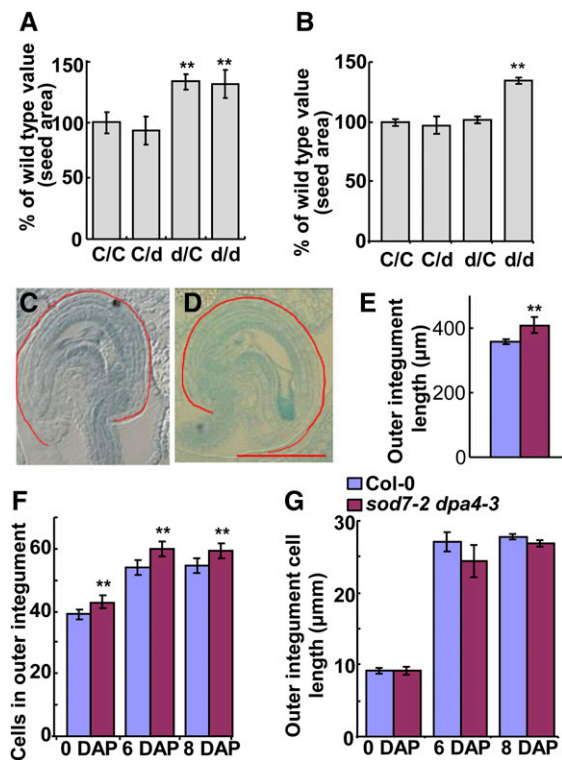 A
% of wild type value
(seed area)
150
100
50
0
**
**
C/C C/d d/C d/d
B
% of wild type value
(seed area)
150
100
50
0
**
C/C C/d d/C d/d
C
D
E
Outer integument
length (µm)
400
200
0
**
Col-0
sod7-2 dpa4-3
F
Cells in outer integument
60
40
20
0
**
**
**
0 DAP 6 DAP 8 DAP
G
Outer integument cell
length (µmm)
30
20
10
0
0 DAP 6 DAP 8 DAP